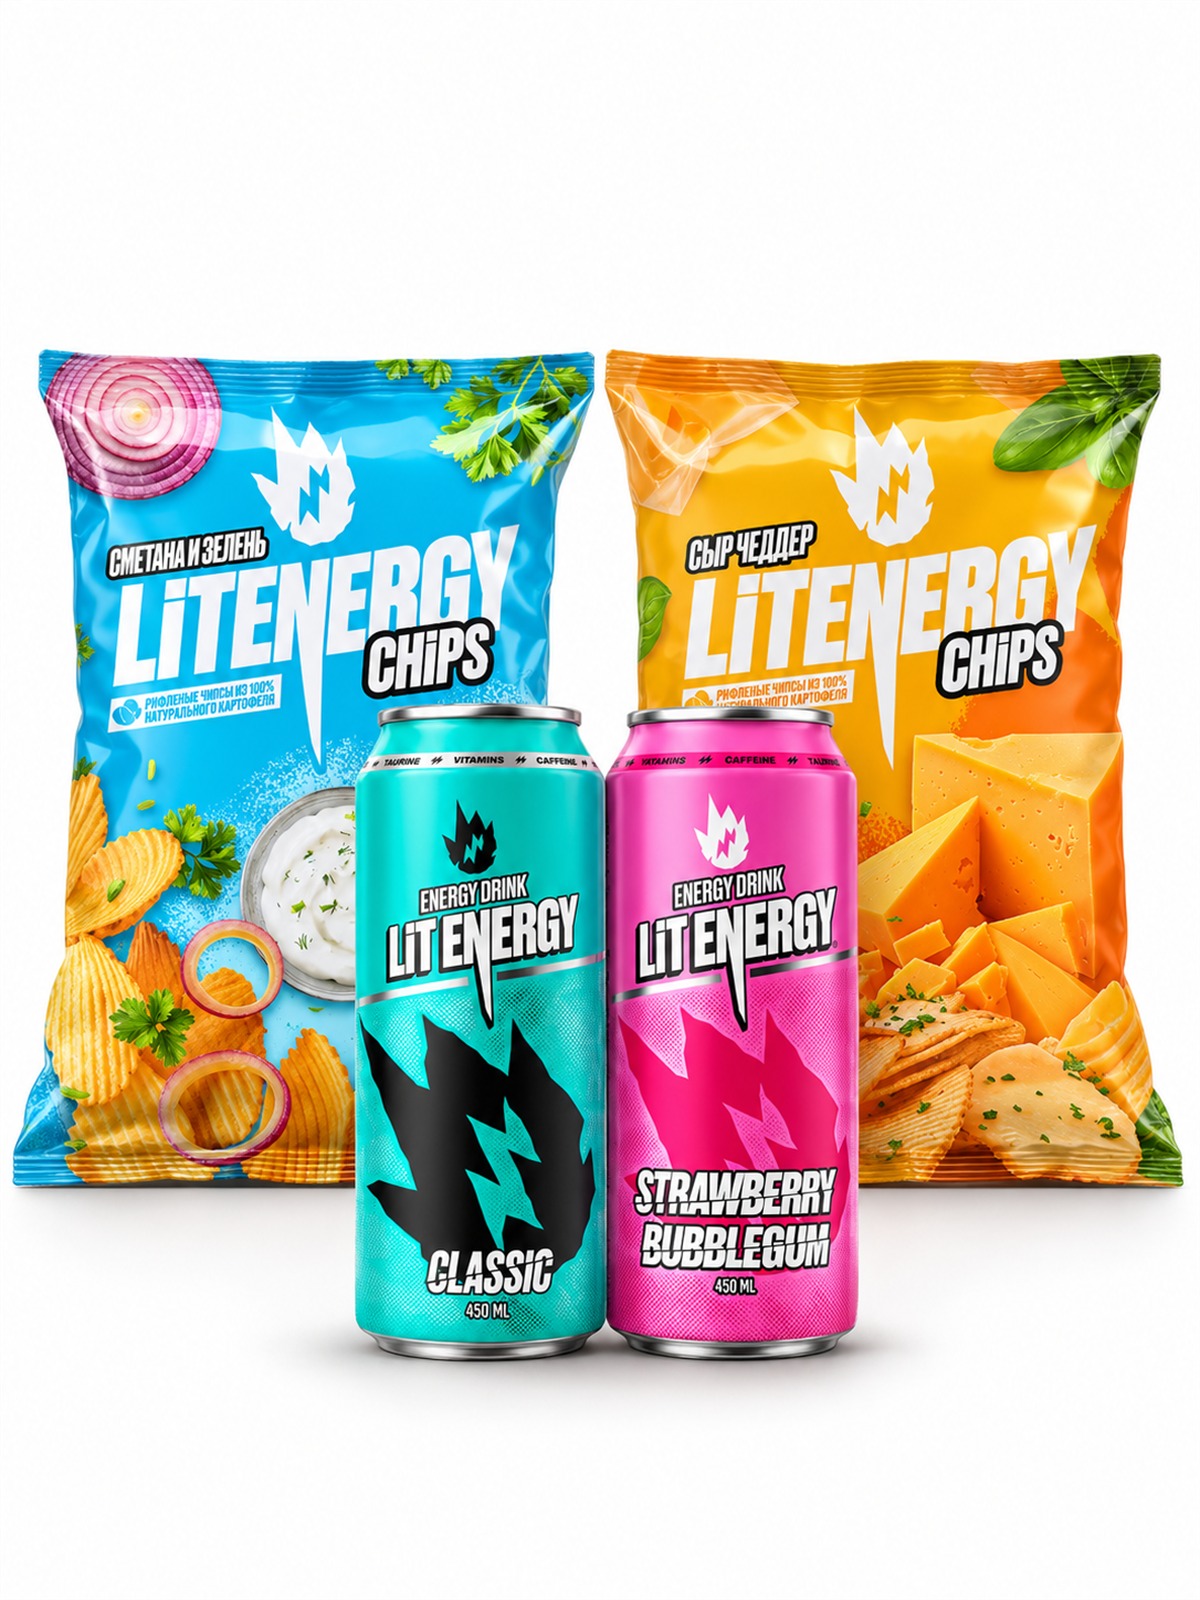 СМЕТАНА И ЗЕЛЕНЬ
LiTENERGY
CHiPS
РИФЛЕНЫЕ ЧИПСЫ ИЗ 100%
НАТУРАЛЬНОГО КАРТОФЕЛЯ
СЫР ЧЕДДЕР
LiTENERGY
CHiPS
РИФЛЕНЫЕ ЧИПСЫ ИЗ 100%
НАТУРАЛЬНОГО КАРТОФЕЛЯ
TAURINE VITAMINS CAFFEINE
ENERGY DRINK
LiT ENERGY
CLASSIC
450 ML
VITAMINS CAFFEINE TAURINE
ENERGY DRINK
LiT ENERGY
STRAWBERRY
BUBBLEGUM
450 ML